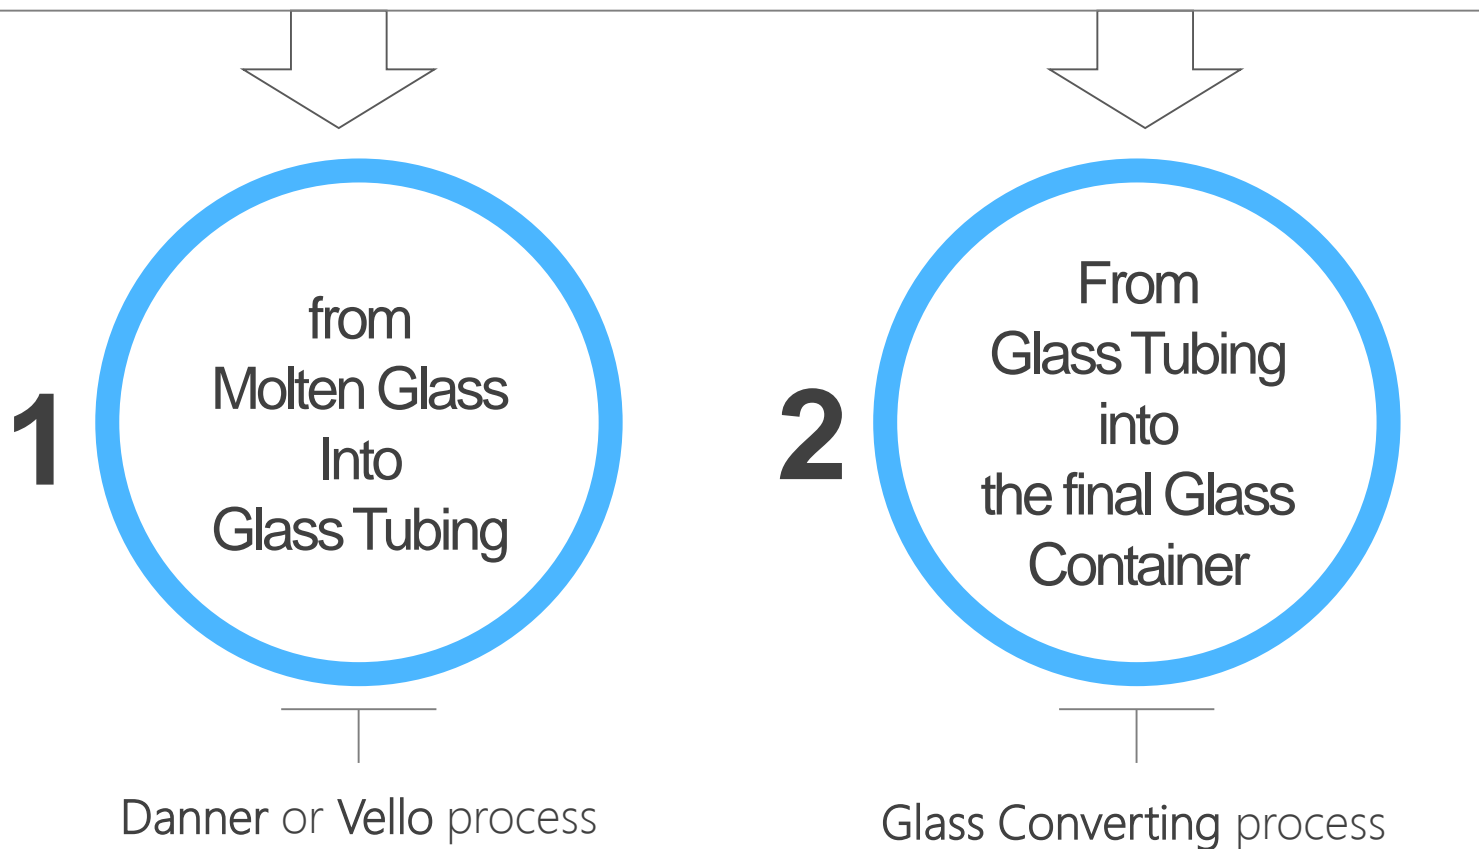 1
from
Molten Glass
Into
Glass Tubing
Danner or Vello process
2
From
Glass Tubing
into
the final Glass
Container
Glass Converting process